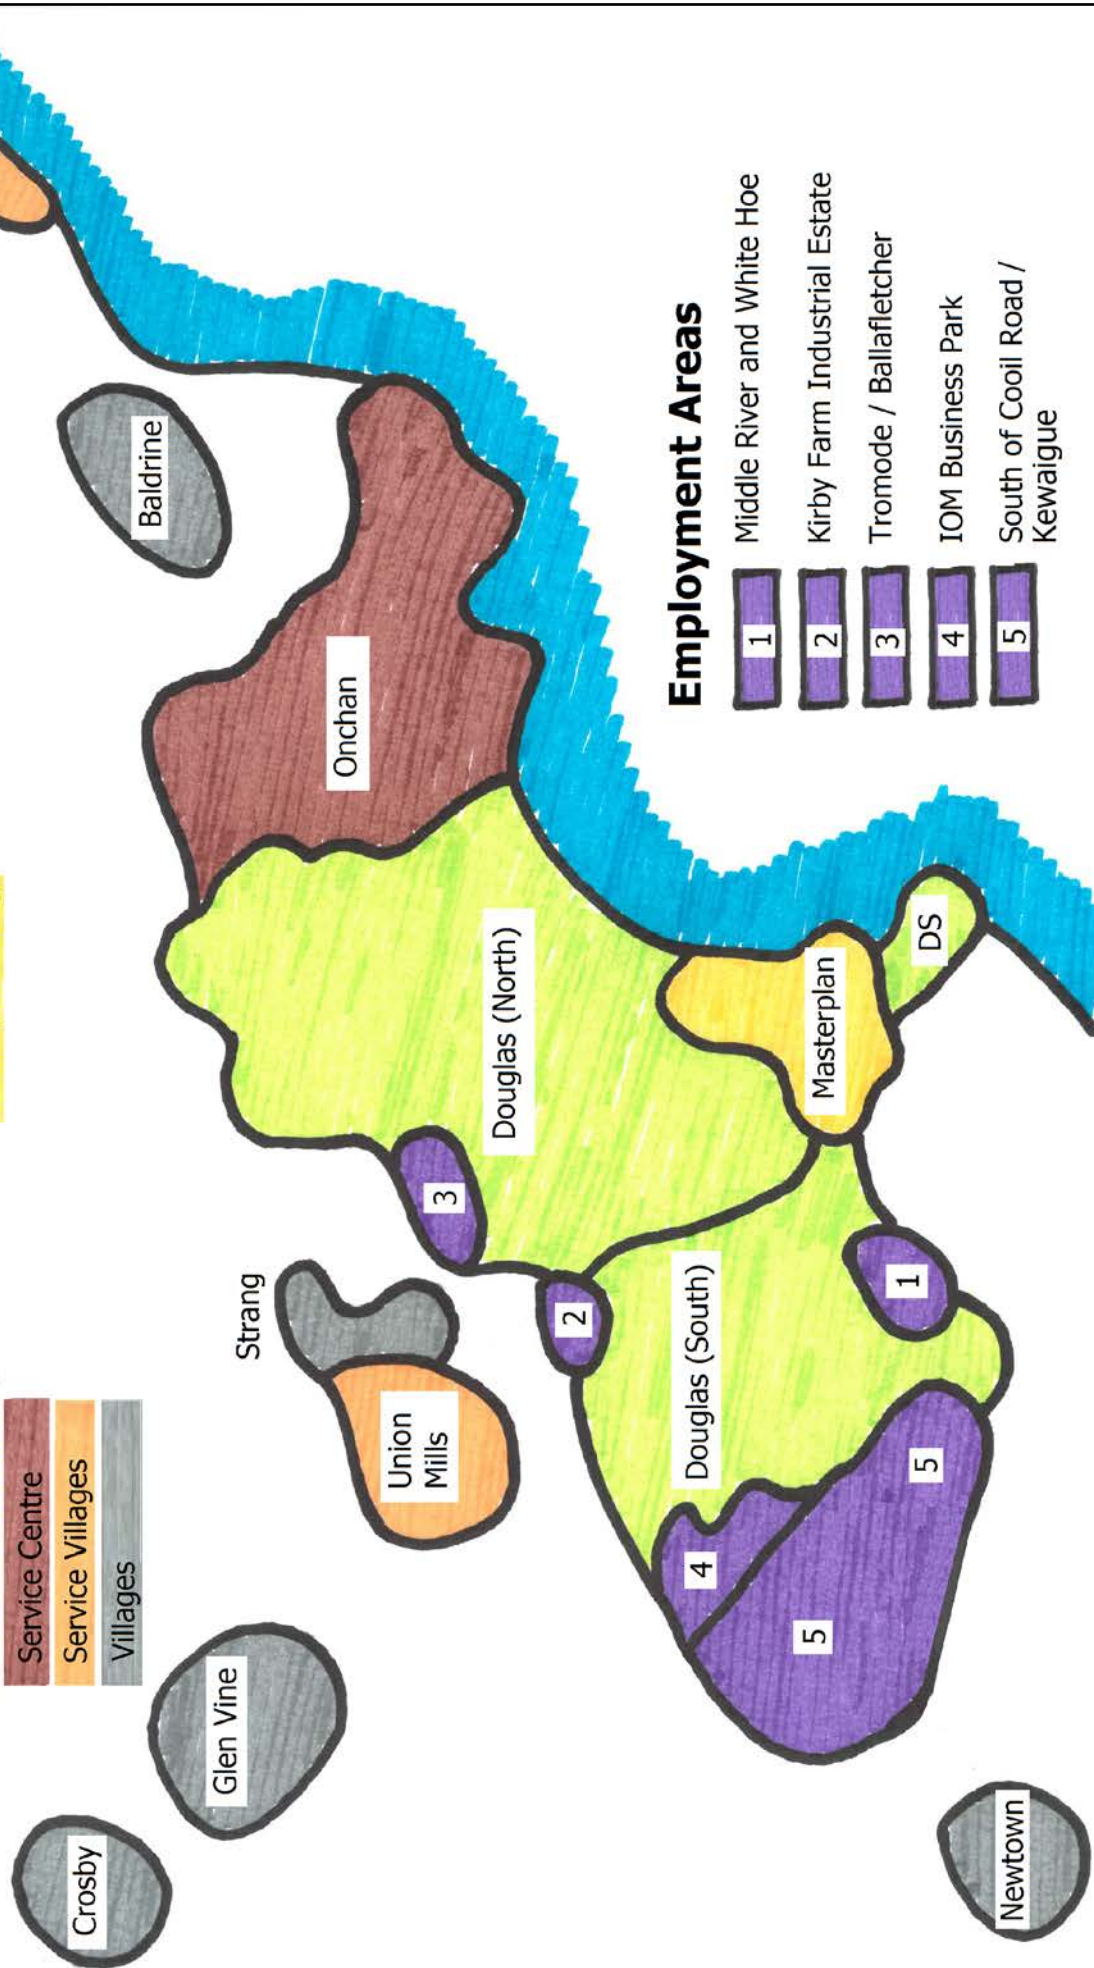 Service Centre
Service Villages
Villages
Crosby
Glen Vine
Union
Mills
Strang
Baldrine
Onchan
Douglas (North)
Douglas (South)
Masterplan
DS
Newtown
3
2
1
4
5
5
Employment Areas
1 Middle River and White Hoe
2 Kirby Farm Industrial Estate
3 Tromode / Ballafletcher
4 IOM Business Park
5 South of Cooil Road /
Kewaigue